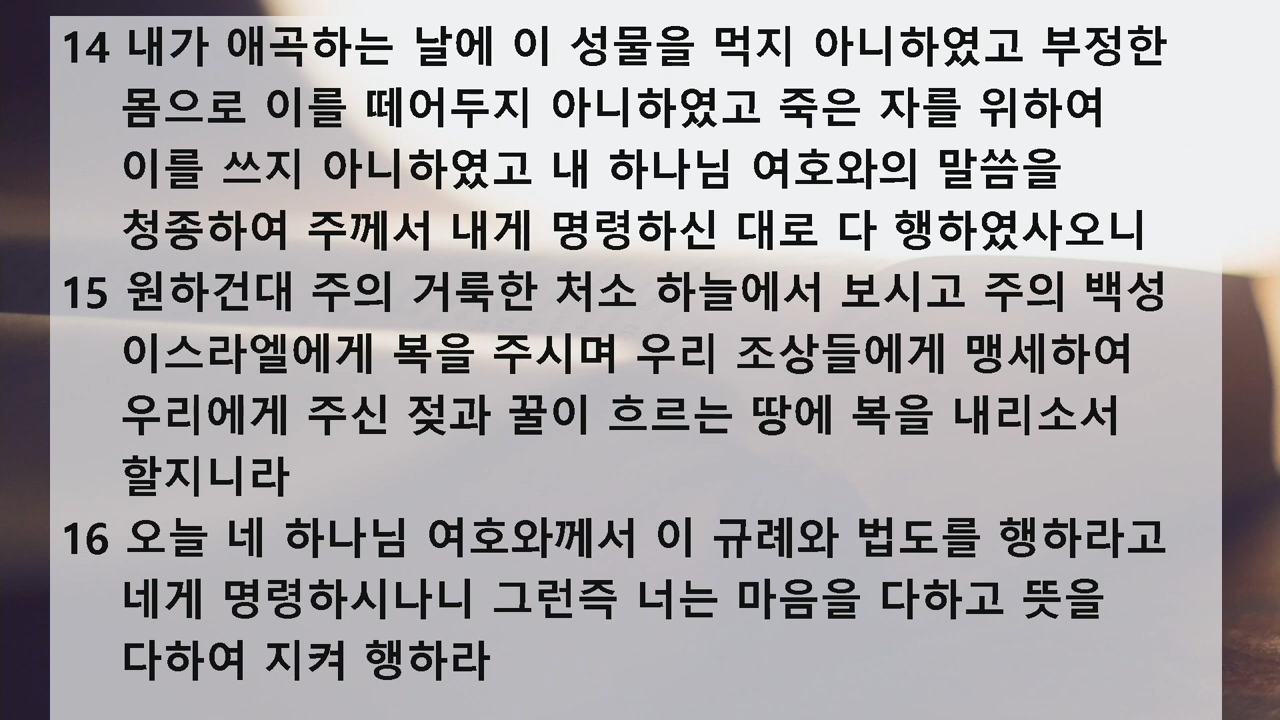 14 내가 애곡하는 날에 이 성물을 먹지 아니하였고 부정한
몸으로 이를 떼어두지 아니하였고 죽은 자를 위하여
이를 쓰지 아니하였고 내 하나님 여호와의 말씀을
청종하여 주께서 내게 명령하신 대로 다 행하였사오니
15 원하건대 주의 거룩한 처소 하늘에서 보시고 주의 백성
이스라엘에게 복을 주시며 우리 조상들에게 맹세하여
우리에게 주신 젖과 꿀이 흐르는 땅에 복을 내리소서
할지니라
16 오늘 네 하나님 여호와께서 이 규례와 법도를 행하라고
네게 명령하시나니 그런즉 너는 마음을 다하고 뜻을
다하여 지켜 행하라